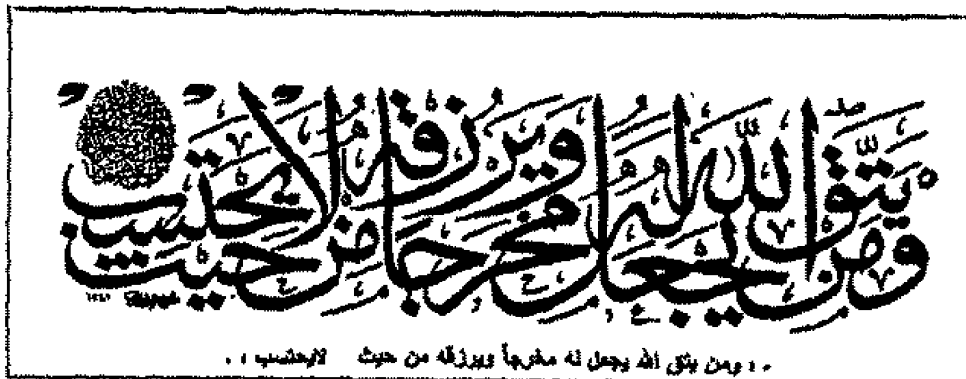 ومن يتق الله يجعل له مخرجا ويرزقه من حيث لا يحتسب
،، ومن يتق الله يجعل له مخرجاً ويرزقه من حيث لايحتسب ،،